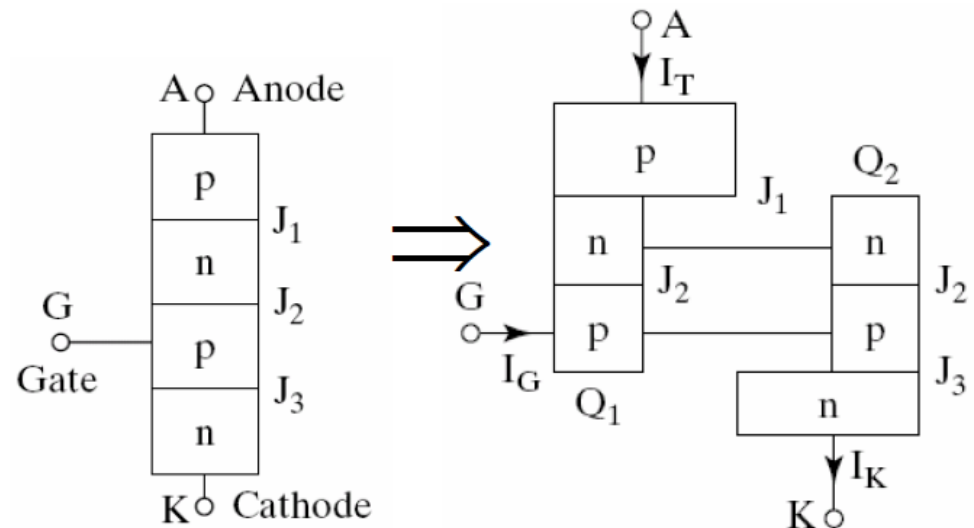 A Anode
p
J1
n
J2
G
p
Gate
J3
n
K Cathode
A
IT
p
Q2
J1
n
n
J2
J2
G
p
p
IG
J3
Q1
n
IK
K